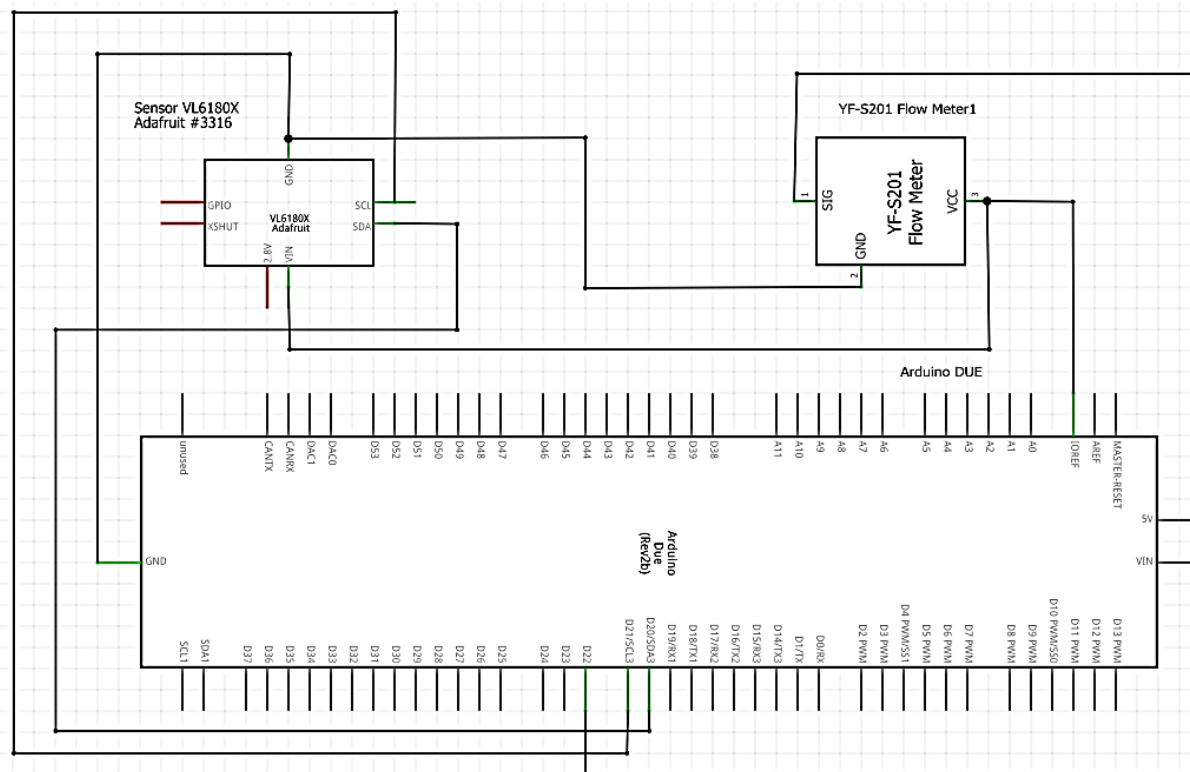 Sensor VL6180X
Adafruit #3316
YF-S201 Flow Meter1
GND
GPIO
XSHUT
VL6180X
Adafruit
SCL
SDA
2.8V
VIN
1
SIG
YF-S201
Flow Meter
VCC
3
GND
2
Arduino DUE
unused
CANTX
CANRX
DAC1
DAC0
D53
D52
D51
D50
D49
D48
D47
D46
D45
D44
D43
D42
D41
D40
D39
D38
A11
A10
A9
A8
A7
A6
A5
A4
A3
A2
A1
A0
IOREF
AREF
MASTER-RESET
5V
GND
Arduino
Due
(Rev2b)
VIN
SCL1
SDA1
D37
D36
D35
D34
D33
D32
D31
D30
D29
D28
D27
D26
D25
D24
D23
D22
D21/SCL3
D20/SDA3
D19/RX1
D18/TX1
D17/RX2
D16/TX2
D15/RX3
D14/TX3
D1/TX
D0/RX
D2 PWM
D3 PWM
D4 PWM/SS1
D5 PWM
D6 PWM
D7 PWM
D8 PWM
D9 PWM
D10 PWM/SS0
D11 PWM
D12 PWM
D13 PWM